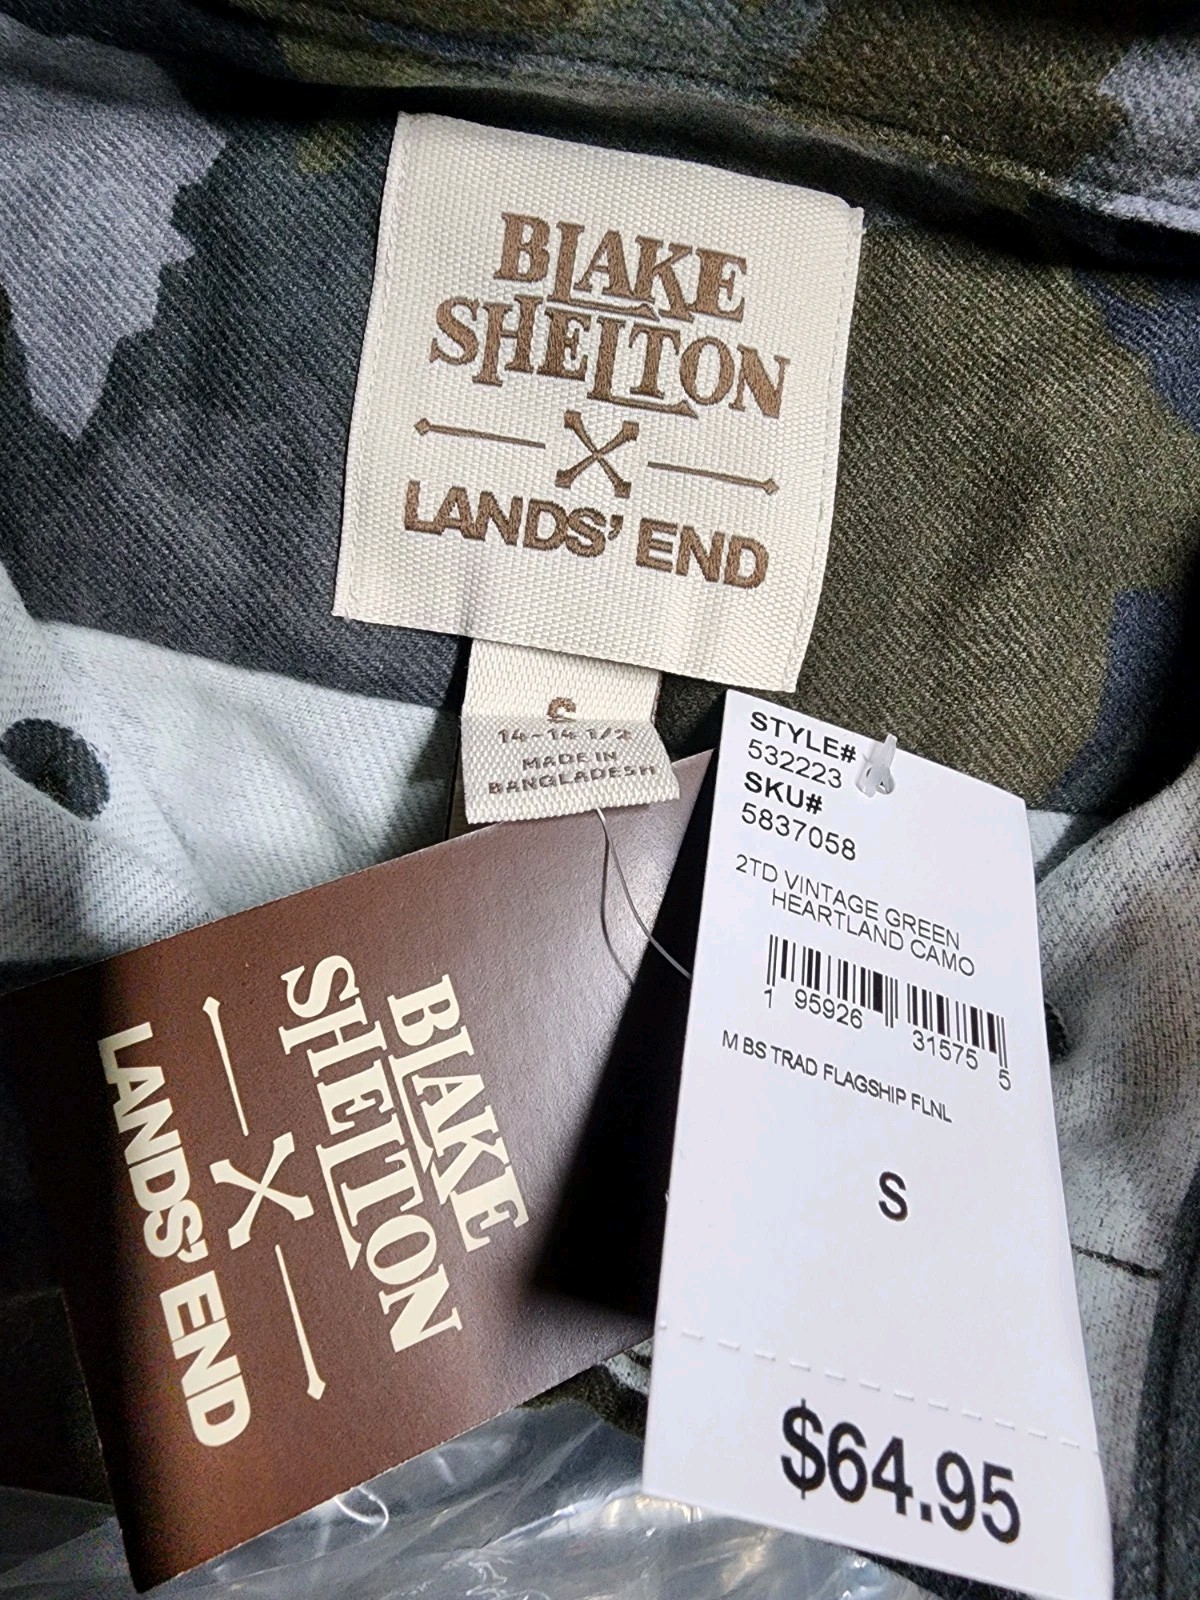 BLAKE
SHELTON
X
LANDS' END
S
14-14 1/2
MADE IN
BANGLADESH
STYLE#
532223
SKU#
5837058
2TD VINTAGE GREEN
HEARTLAND CAMO
1 95926 31575 5
M BS TRAD FLAGSHIP FLNL
S
$64.95
BLAKE
SHELTON
X
LANDS' END